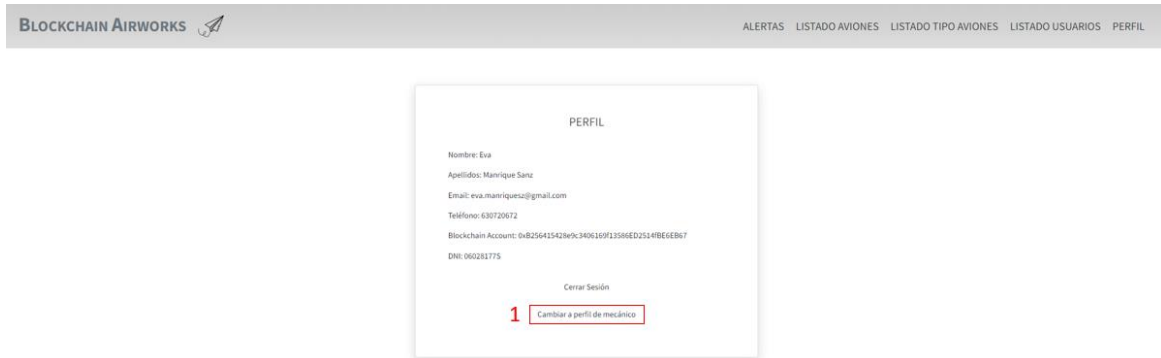 BLOCKCHAIN AIRWORKS
ALERTAS LISTADO AVIONES LISTADO TIPO AVIONES LISTADO USUARIOS PERFIL
PERFIL
Nombre: Eva
Apellidos: Manrique Sanz
Email: eva.manriquesz@gmail.com
Teléfono: 630720672
Blockchain Account: 0xB256415428e9c3406169f13586ED2514fBE6EB67
DNI: 06028177S
Cerrar Sesión
1 Cambiar a perfil de mecánico